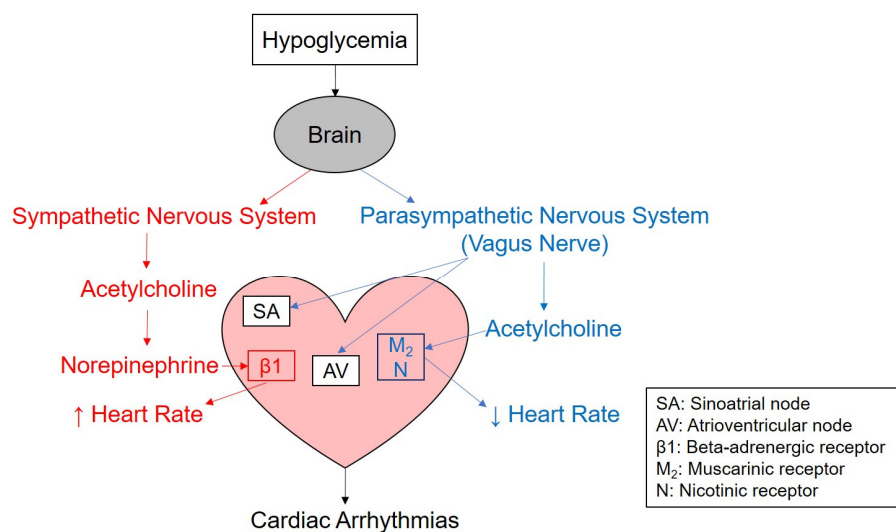 Hypoglycemia
Brain
Sympathetic Nervous System
Parasympathetic Nervous System
(Vagus Nerve)
Acetylcholine
SA
Acetylcholine
Norepinephrine
β1
AV
M₂
N
↑ Heart Rate
↓ Heart Rate
SA: Sinoatrial node
AV: Atrioventricular node
β1: Beta-adrenergic receptor
M₂: Muscarinic receptor
N: Nicotinic receptor
Cardiac Arrhythmias